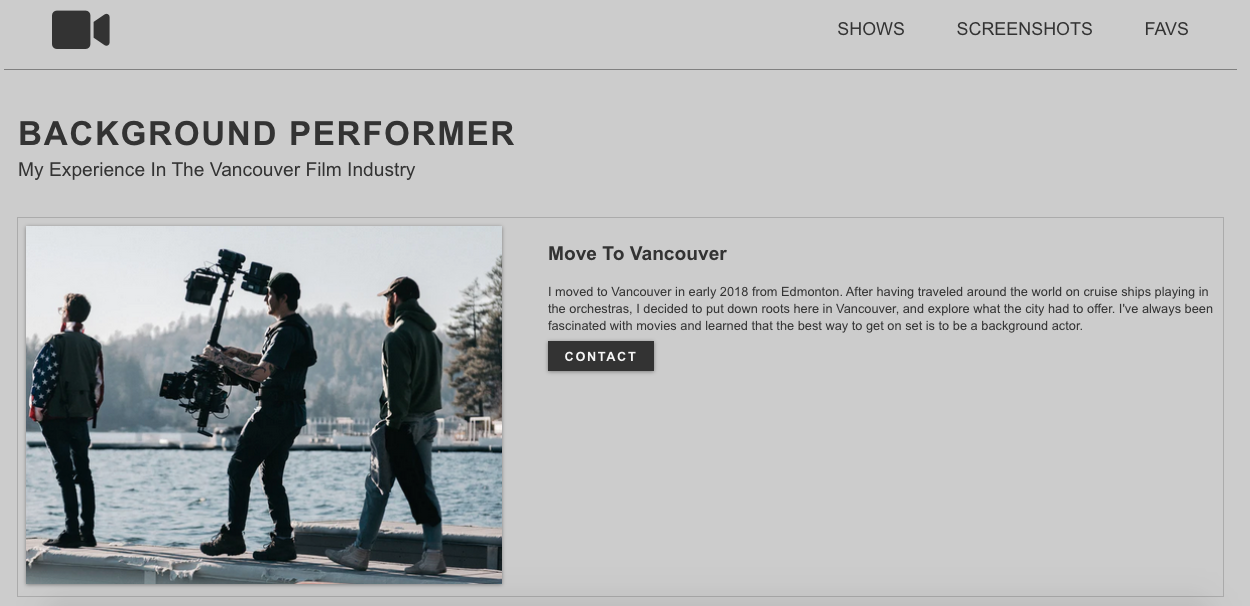 SHOWS SCREENSHOTS FAVS
BACKGROUND PERFORMER
My Experience In The Vancouver Film Industry
Move To Vancouver
I moved to Vancouver in early 2018 from Edmonton. After having traveled around the world on cruise ships playing in
the orchestras, I decided to put down roots here in Vancouver, and explore what the city had to offer. I've always been
fascinated with movies and learned that the best way to get on set is to be a background actor.
CONTACT